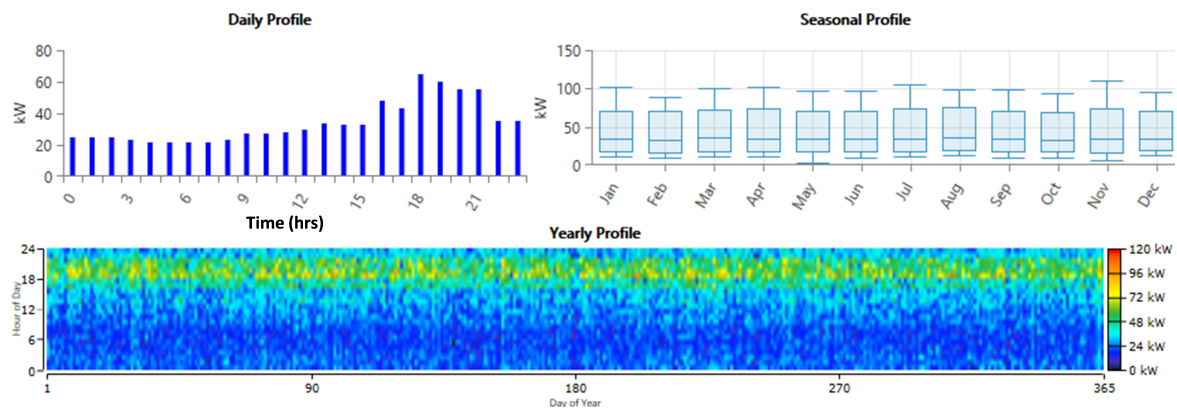 Daily Profile
80
60
40
20
0
kW
0 3 6 9 12 15 18 21
Time (hrs)
Seasonal Profile
150
100
50
0
kW
Jan Feb Mar Apr May Jun Jul Aug Sep Oct Nov Dec
Yearly Profile
24
18
12
6
0
Hour of Day
1 90 180 270 365
Day of Year
120 kW
96 kW
72 kW
48 kW
24 kW
0 kW